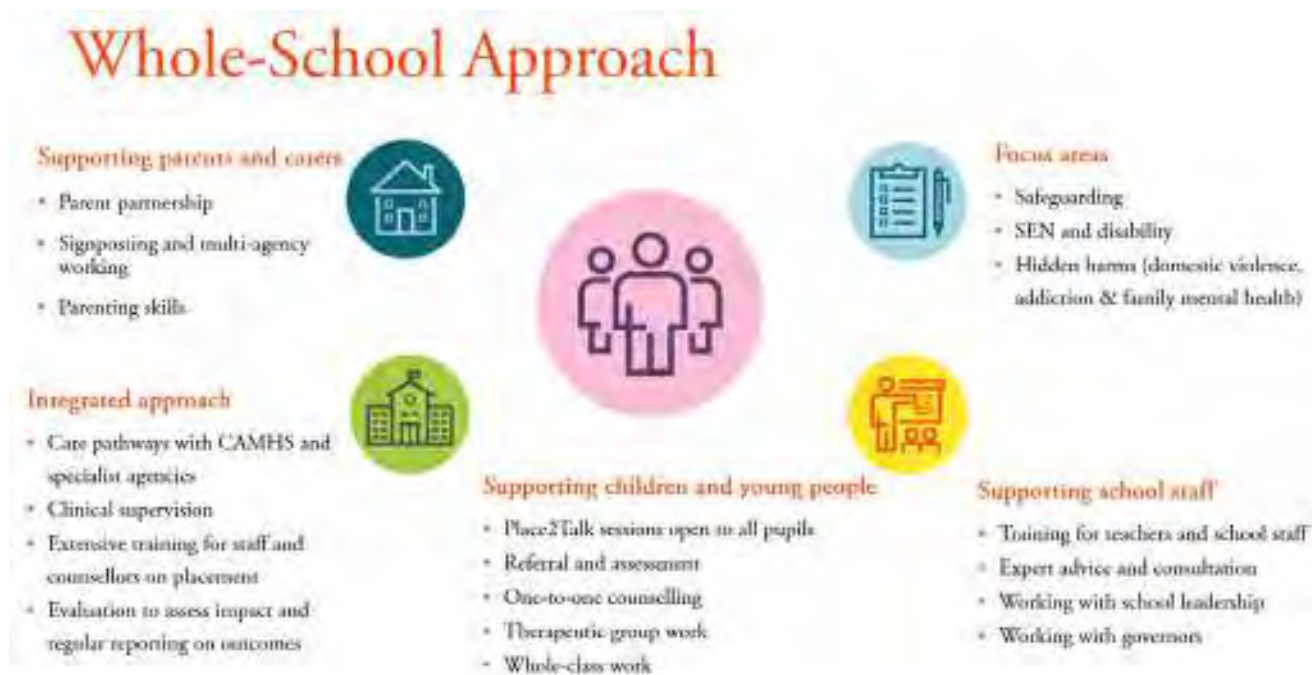 Whole-School Approach
Supporting parents and carers
• Parent partnership
• Signposting and multi-agency
working
• Parenting skills
Focus areas
• Safeguarding
• SEN and disability
• Hidden harms (domestic violence,
addiction & family mental health)
Integrated approach
• Care pathways with CAMHS and
specialist agencies
• Clinical supervision
• Extensive training for staff and
counsellors on placement
• Evaluation to assess impact and
regular reporting on outcomes
Supporting children and young people
• Place2Talk sessions open to all pupils
• Referral and assessment
• One-to-one counselling
• Therapeutic group work
• Whole-class work
Supporting school staff
• Training for teachers and school staff
• Expert advice and consultation
• Working with school leadership
• Working with governors